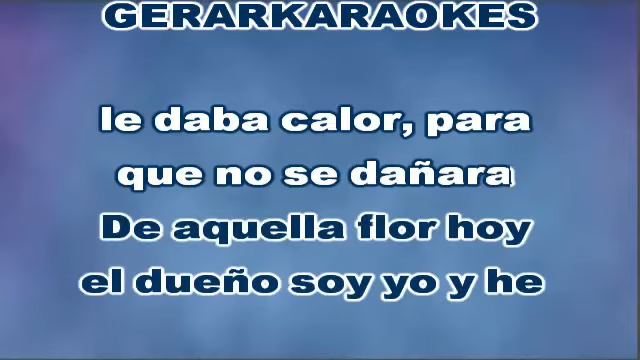 GERARKARAOKES
le daba calor, para
que no se dañara
De aquella flor hoy
el dueño soy yo y he